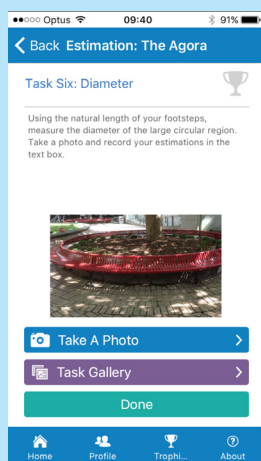 ●●○○○ Optus 09:40 91%
Back Estimation: The Agora
Task Six: Diameter
Using the natural length of your footsteps,
measure the diameter of the large circular region.
Take a photo and record your estimations in the
text box.
Take A Photo
Task Gallery
Done
Home Profile Trophi... About